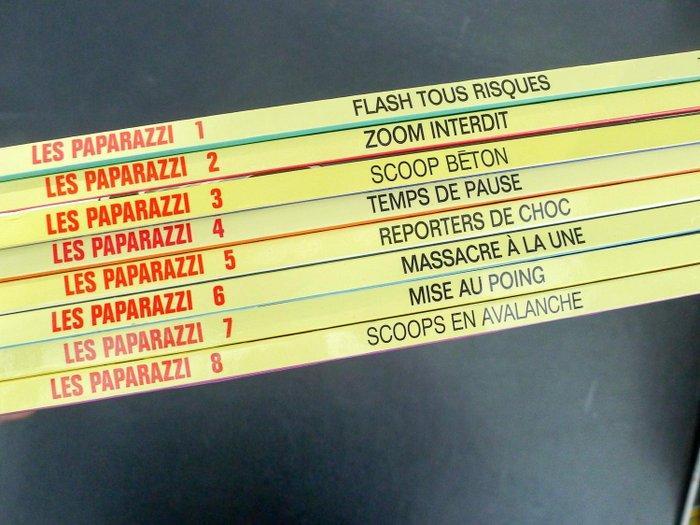 LES PAPARAZZI 1 FLASH TOUS RISQUES
LES PAPARAZZI 2 ZOOM INTERDIT
LES PAPARAZZI 3 SCOOP BÉTON
LES PAPARAZZI 4 TEMPS DE PAUSE
LES PAPARAZZI 5 REPORTERS DE CHOC
LES PAPARAZZI 6 MASSACRE À LA UNE
LES PAPARAZZI 7 MISE AU POING
LES PAPARAZZI 8 SCOOPS EN AVALANCHE